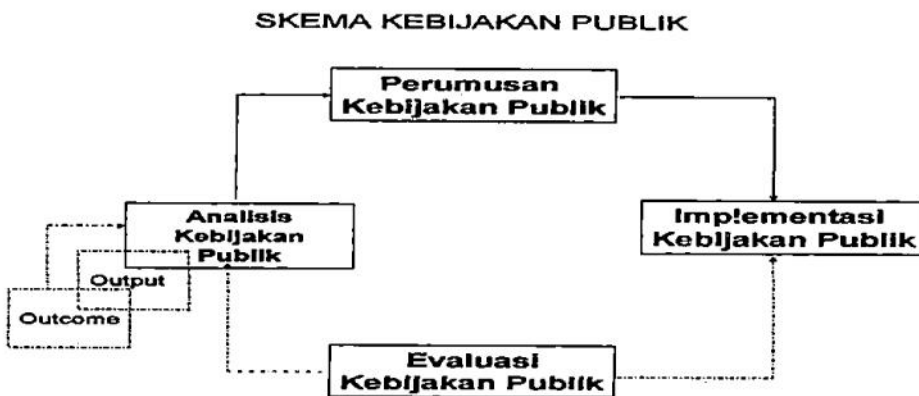 SKEMA KEBIJAKAN PUBLIK
Perumusan
Kebijakan Publik
Analisis
Kebijakan
Publik
Implementasi
Kebijakan Publik
Output
Outcome
Evaluasi
Kebijakan Publik